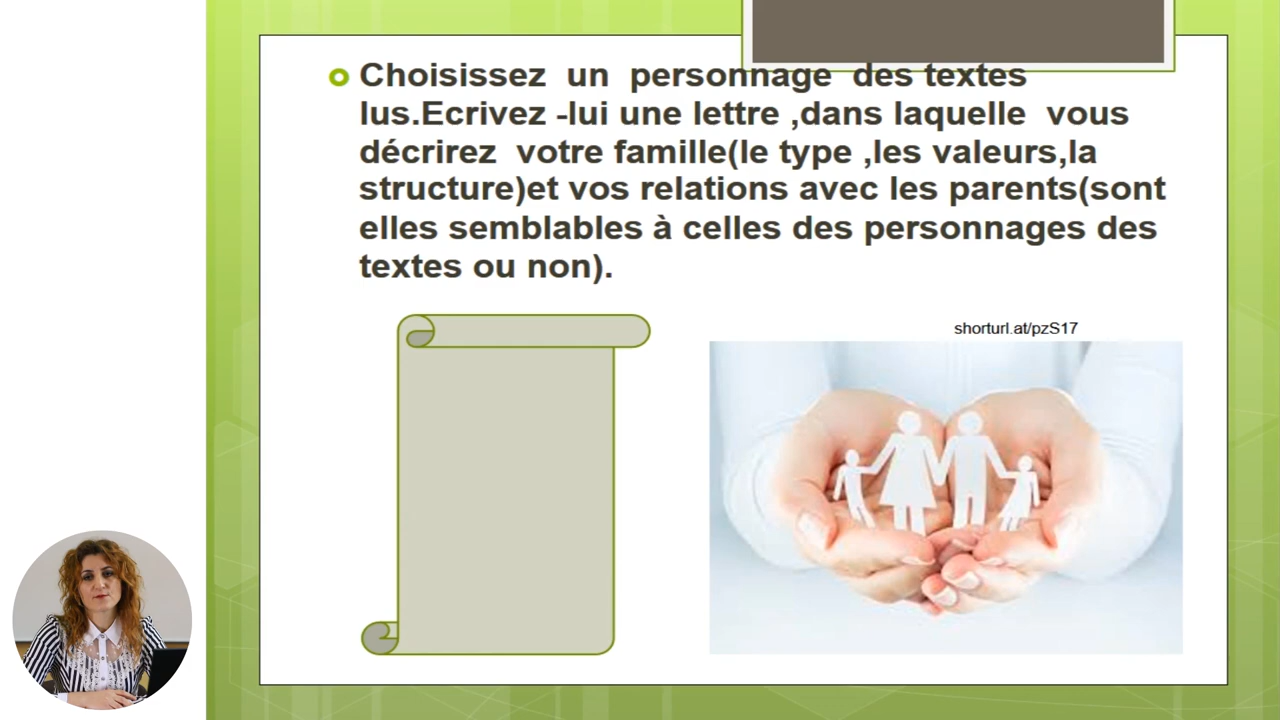 Choisissez un personnage des textes
lus.Ecrivez -lui une lettre ,dans laquelle vous
décrirez votre famille(le type ,les valeurs,la
structure)et vos relations avec les parents(sont
elles semblables à celles des personnages des
textes ou non).
shorturl.at/pzS17